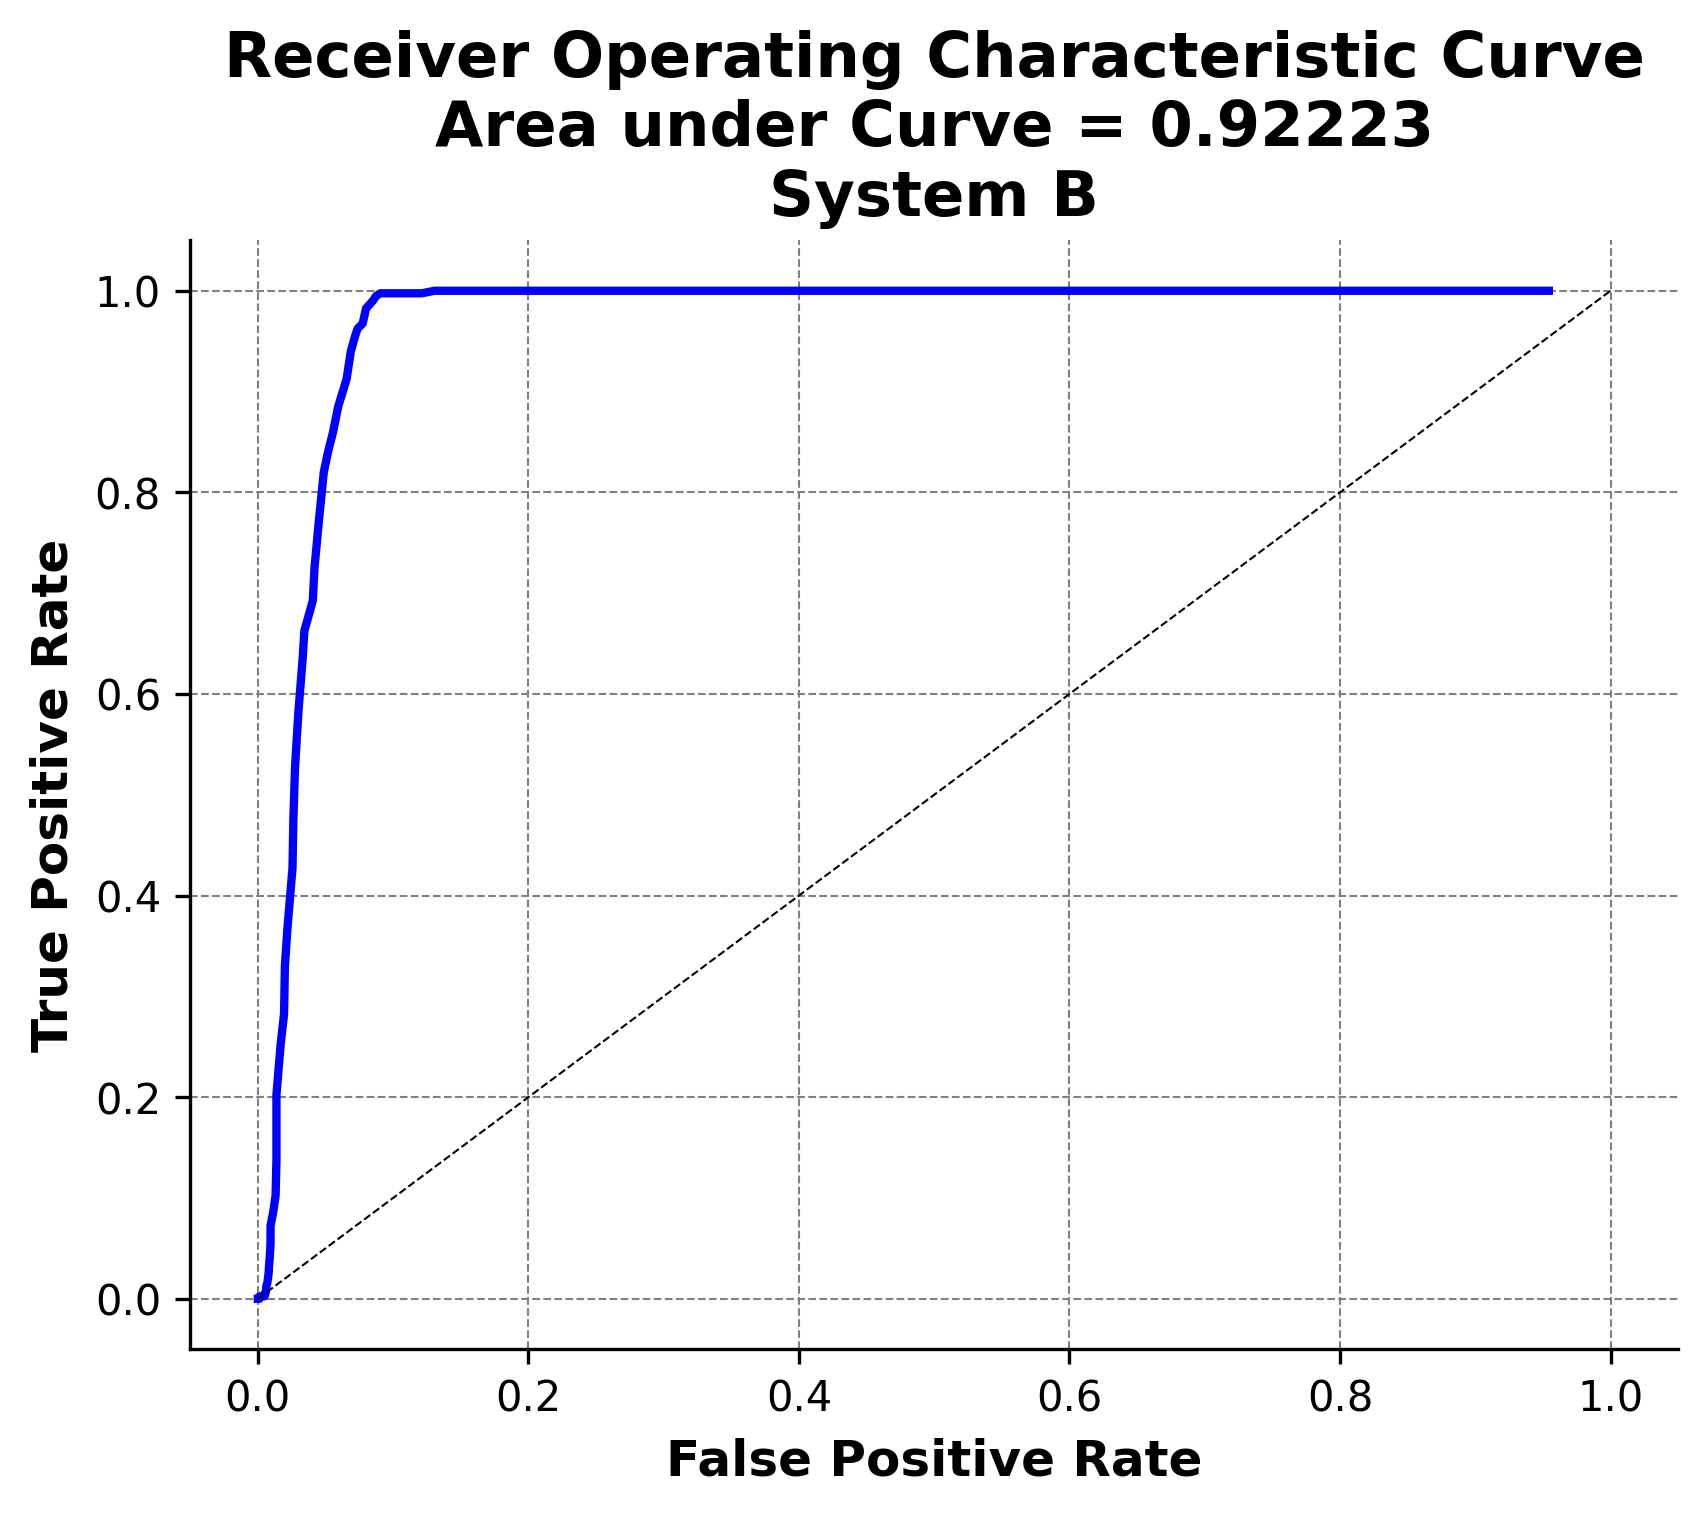 Receiver Operating Characteristic Curve
Area under Curve = 0.92223
System B
1.0
0.8
0.6
0.4
0.2
0.0
True Positive Rate
0.0 0.2 0.4 0.6 0.8 1.0
False Positive Rate